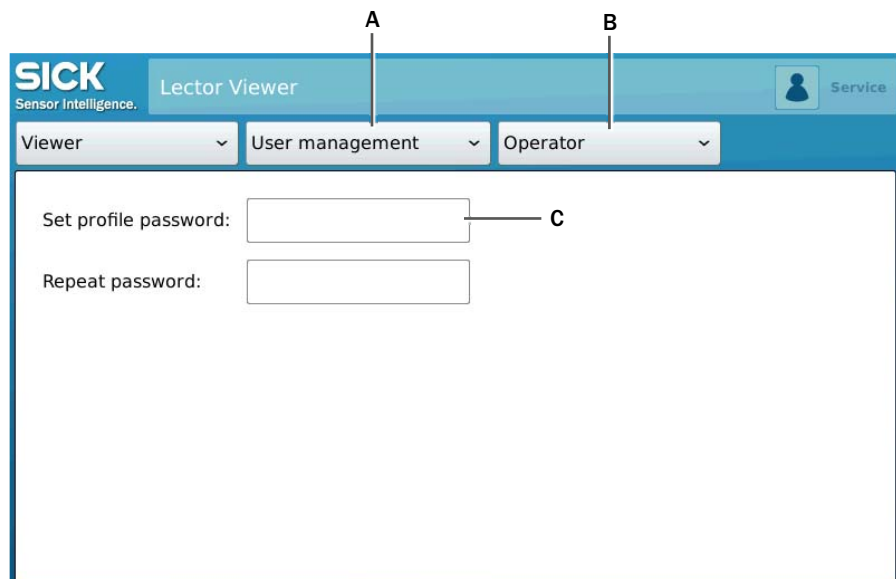 A
B
SICK
Sensor Intelligence.
Lector Viewer
Service
Viewer
User management
Operator
Set profile password:
C
Repeat password: